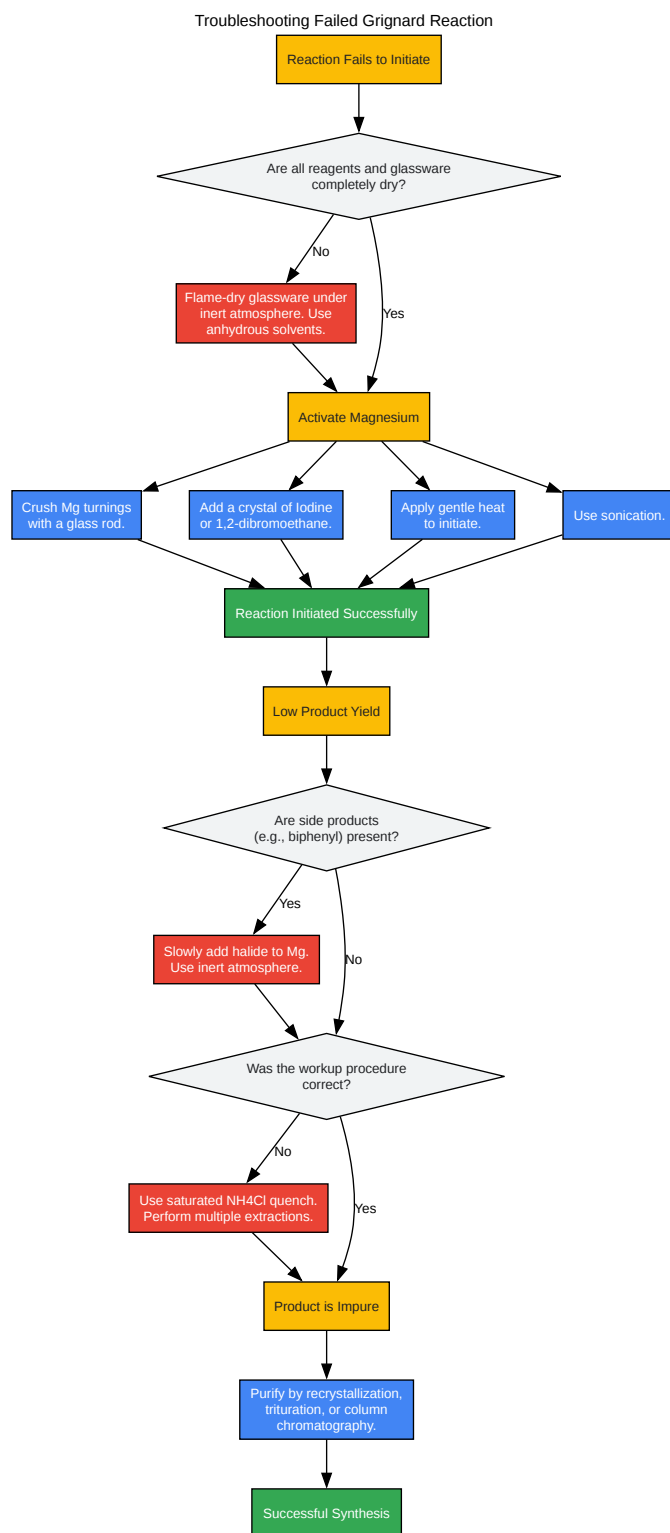 Troubleshooting Failed Grignard Reaction
Reaction Fails to Initiate
Are all reagents and glassware
completely dry?
No
Flame-dry glassware under
inert atmosphere. Use
anhydrous solvents.
Yes
Activate Magnesium
Crush Mg turnings
with a glass rod.
Add a crystal of Iodine
or 1,2-dibromoethane.
Apply gentle heat
to initiate.
Use sonication.
Reaction Initiated Successfully
Low Product Yield
Are side products
(e.g., biphenyl) present?
Yes
Slowly add halide to Mg.
Use inert atmosphere.
No
Was the workup procedure
correct?
No
Use saturated NH4Cl quench.
Perform multiple extractions.
Yes
Product is Impure
Purify by recrystallization,
trituration, or column
chromatography.
Successful Synthesis